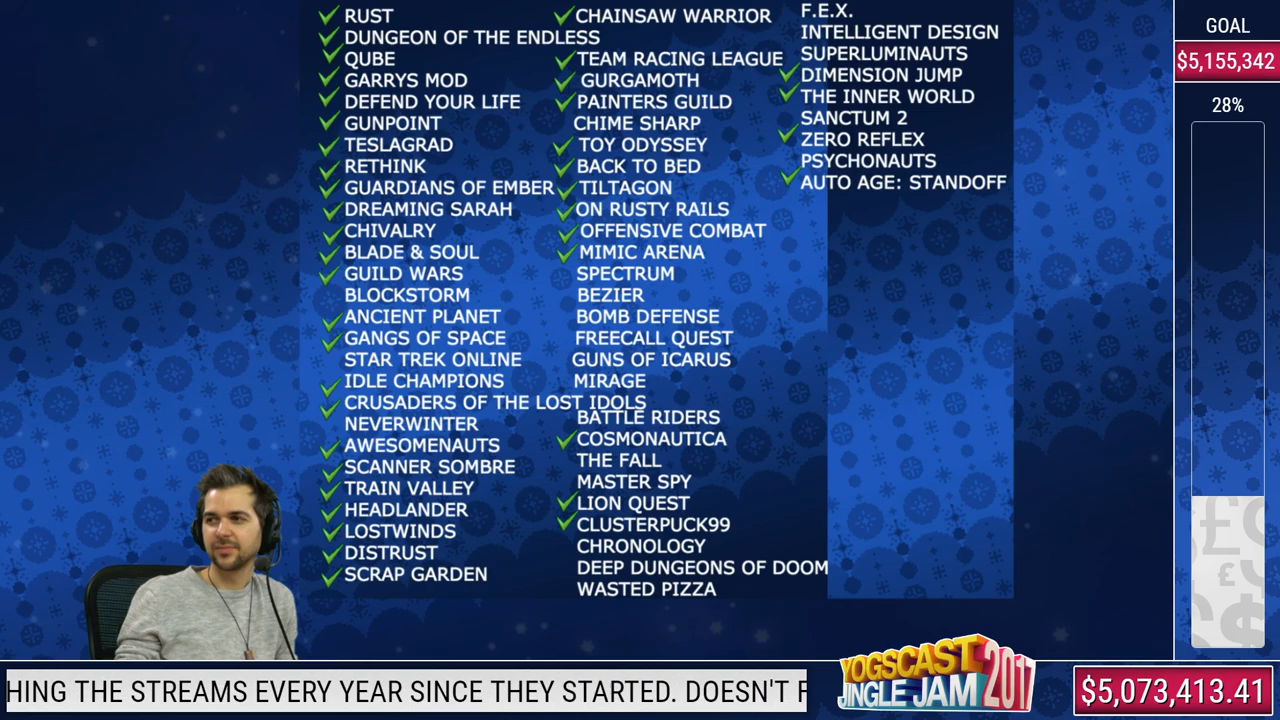 RUST
DUNGEON OF THE ENDLESS
QUBE
GARRYS MOD
DEFEND YOUR LIFE
GUNPOINT
TESLAGRAD
RETHINK
GUARDIANS OF EMBER
DREAMING SARAH
CHIVALRY
BLADE & SOUL
GUILD WARS
BLOCKSTORM
ANCIENT PLANET
GANGS OF SPACE
STAR TREK ONLINE
IDLE CHAMPIONS
CRUSADERS OF THE LOST IDOLS
NEVERWINTER
AWESOMENAUTS
SCANNER SOMBRE
TRAIN VALLEY
HEADLANDER
LOSTWINDS
DISTRUST
SCRAP GARDEN
CHAINSAW WARRIOR
TEAM RACING LEAGUE
GURGAMOTH
PAINTERS GUILD
CHIME SHARP
TOY ODYSSEY
BACK TO BED
TILTAGON
ON RUSTY RAILS
OFFENSIVE COMBAT
MIMIC ARENA
SPECTRUM
BEZIER
BOMB DEFENSE
FREECALL QUEST
GUNS OF ICARUS
MIRAGE
BATTLE RIDERS
COSMONAUTICA
THE FALL
MASTER SPY
LION QUEST
CLUSTERPUCK99
CHRONOLOGY
DEEP DUNGEONS OF DOOM
WASTED PIZZA
F.E.X.
INTELLIGENT DESIGN
SUPERLUMINAUTS
DIMENSION JUMP
THE INNER WORLD
SANCTUM 2
ZERO REFLEX
PSYCHONAUTS
AUTO AGE: STANDOFF
GOAL
$5,155,342
28%
HING THE STREAMS EVERY YEAR SINCE THEY STARTED. DOESN'T F
YOGSCAST
JINGLE JAM 2017
$5,073,413.41